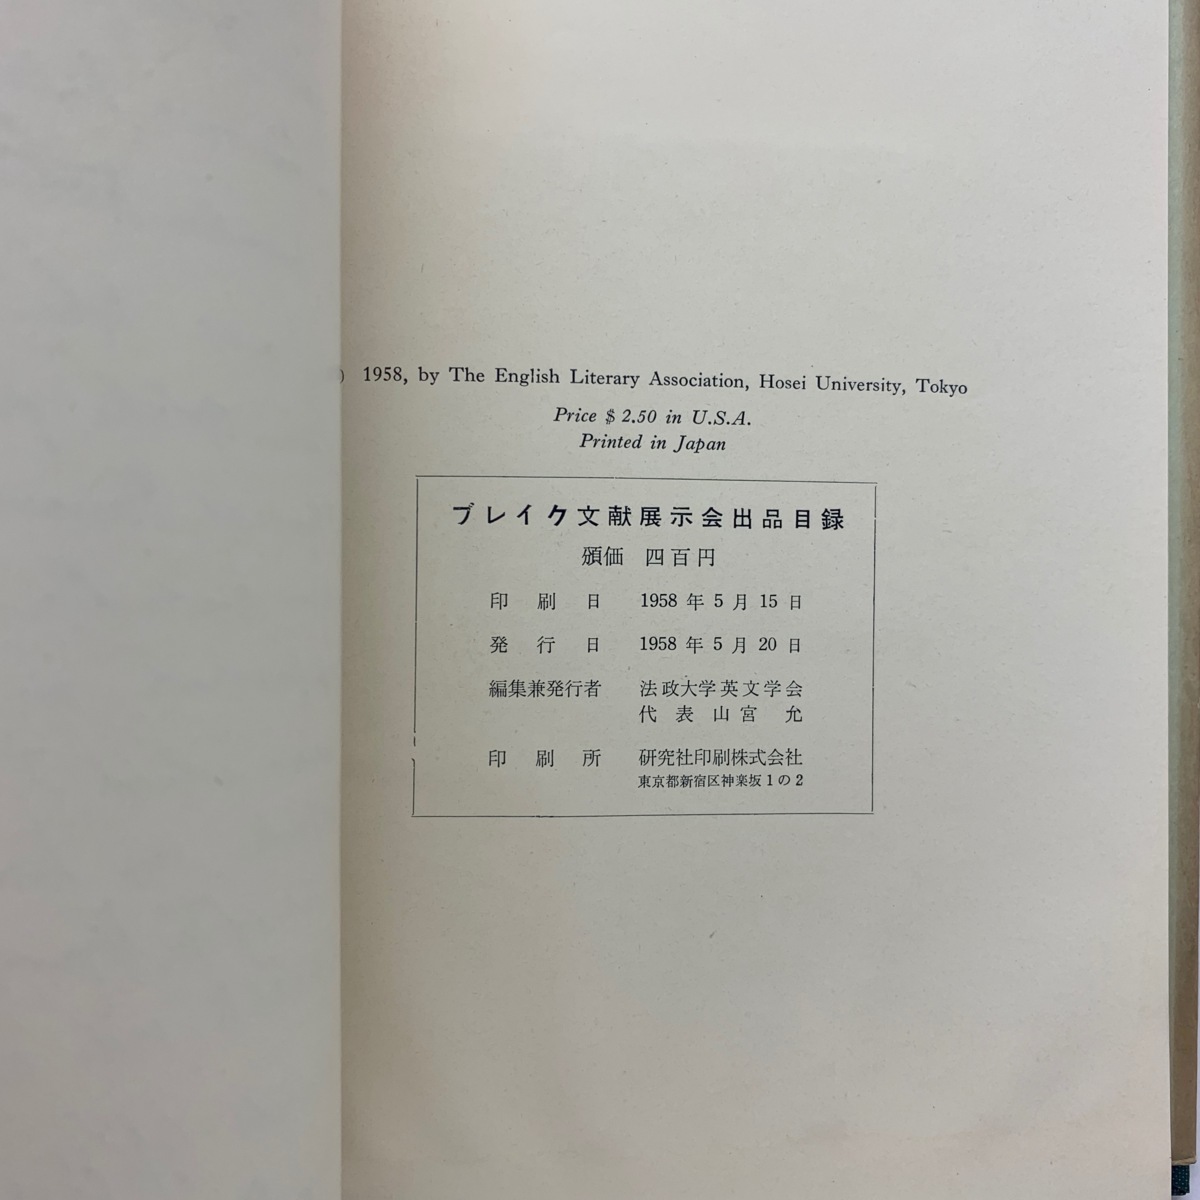 ) 1958, by The English Literary Association, Hosei University, Tokyo
Price $ 2.50 in U.S.A.
Printed in Japan
ブレイク文献展示会出品目録
頒価 四百円
印刷日 1958年5月15日
発行日 1958年5月20日
編集兼発行者 法政大学英文学会
代表 山宮 允
印刷所 研究社印刷株式会社
東京都新宿区神楽坂1の2